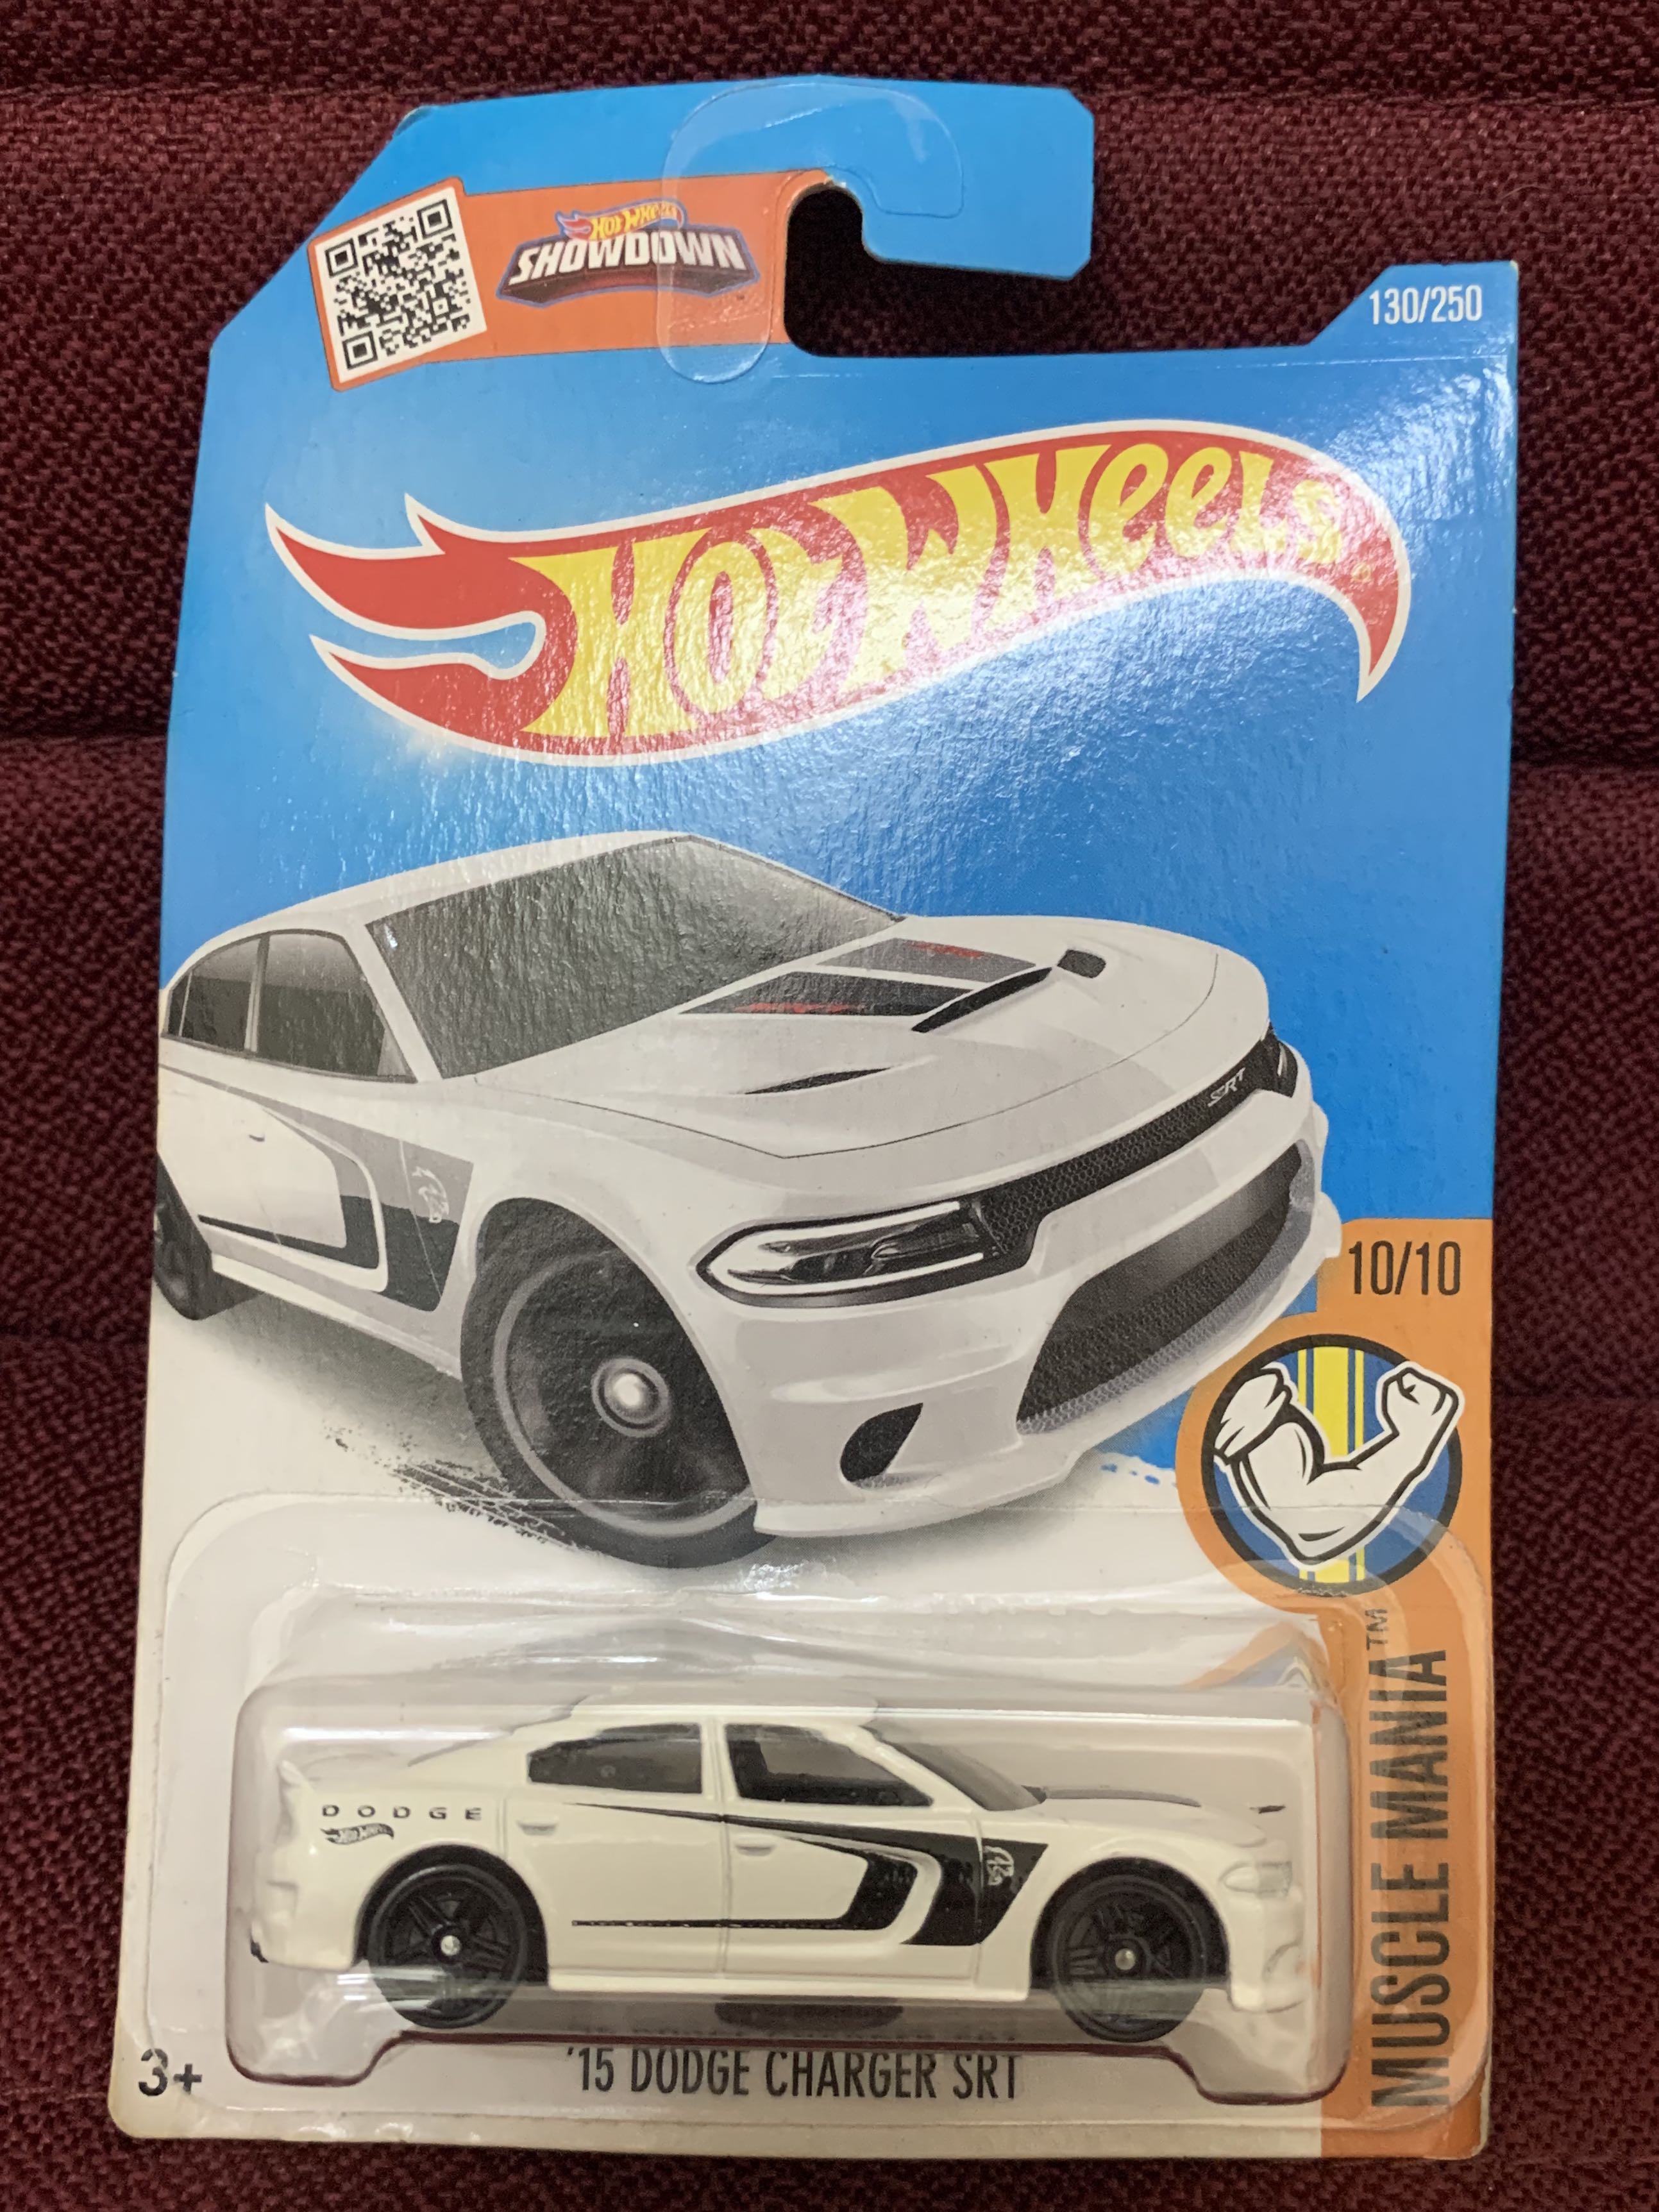 HOT WHEELS
SHOWDOWN
130/250
HOT WHEELS
SRT
10/10
MUSCLE MANIA™
DODGE
Hot Wheels
3+
'15 DODGE CHARGER SRT